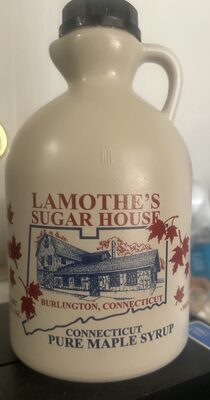 LAMOTHE'S
SUGAR HOUSE
BURLINGTON, CONNECTICUT
CONNECTICUT
PURE MAPLE SYRUP